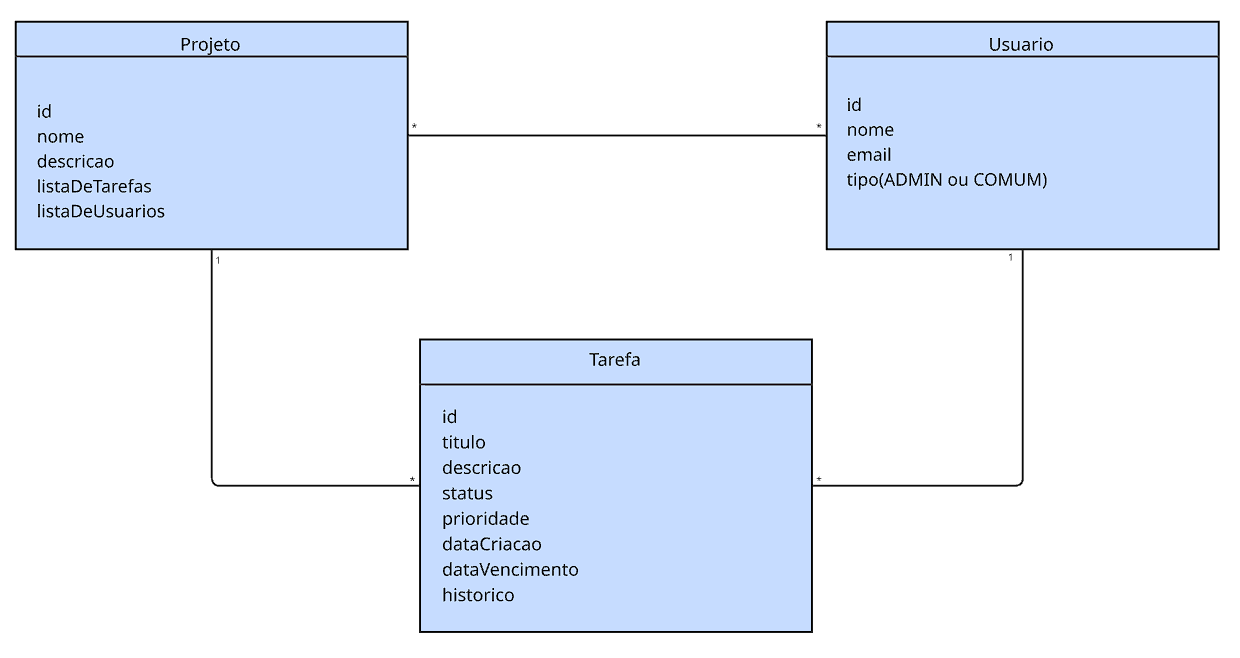 Projeto
id
nome
descricao
listaDeTarefas
listaDeUsuarios
*
*
Usuario
id
nome
email
tipo(ADMIN ou COMUM)
1
1
Tarefa
id
titulo
descricao
status
prioridade
dataCriacao
dataVencimento
historico
*
*